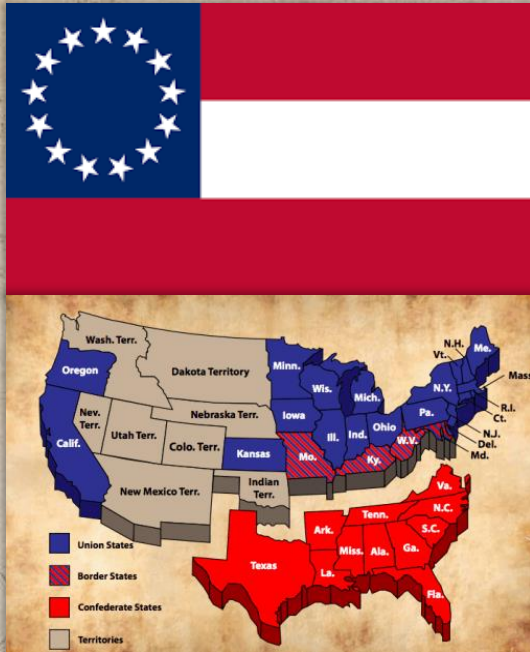 Wash. Terr.
Oregon
Dakota Territory
Minn.
Wis.
Mich.
N.H.
Vt.
Me.
Mass.
N.Y.
R.I.
Ct.
Nev. Terr.
Nebraska Terr.
Iowa
Pa.
N.J.
Calif.
Utah Terr.
Colo. Terr.
Kansas
Ill.
Ind.
Ohio
Del.
Md.
Mo.
Ky.
W.V.
New Mexico Terr.
Indian Terr.
Va.
N.C.
Tenn.
S.C.
Ark.
Texas
La.
Miss.
Ala.
Ga.
Fla.
Union States
Border States
Confederate States
Territories